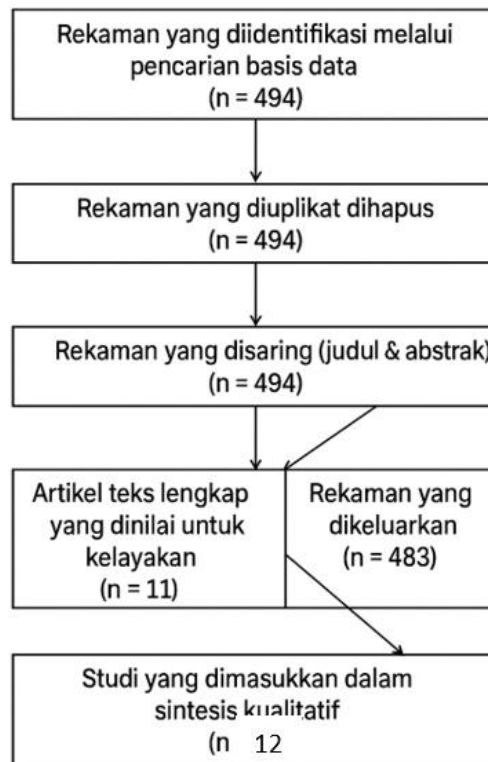 Rekaman yang diidentifikasi melalui
pencarian basis data
(n = 494)
Rekaman yang diuplikat dihapus
(n = 494)
Rekaman yang disaring (judul & abstrak)
(n = 494)
Artikel teks lengkap
yang dinilai untuk
kelayakan
(n = 11)
Rekaman yang
dikeluarkan
(n = 483)
Studi yang dimasukkan dalam
sintesis kualitatif
(n 12